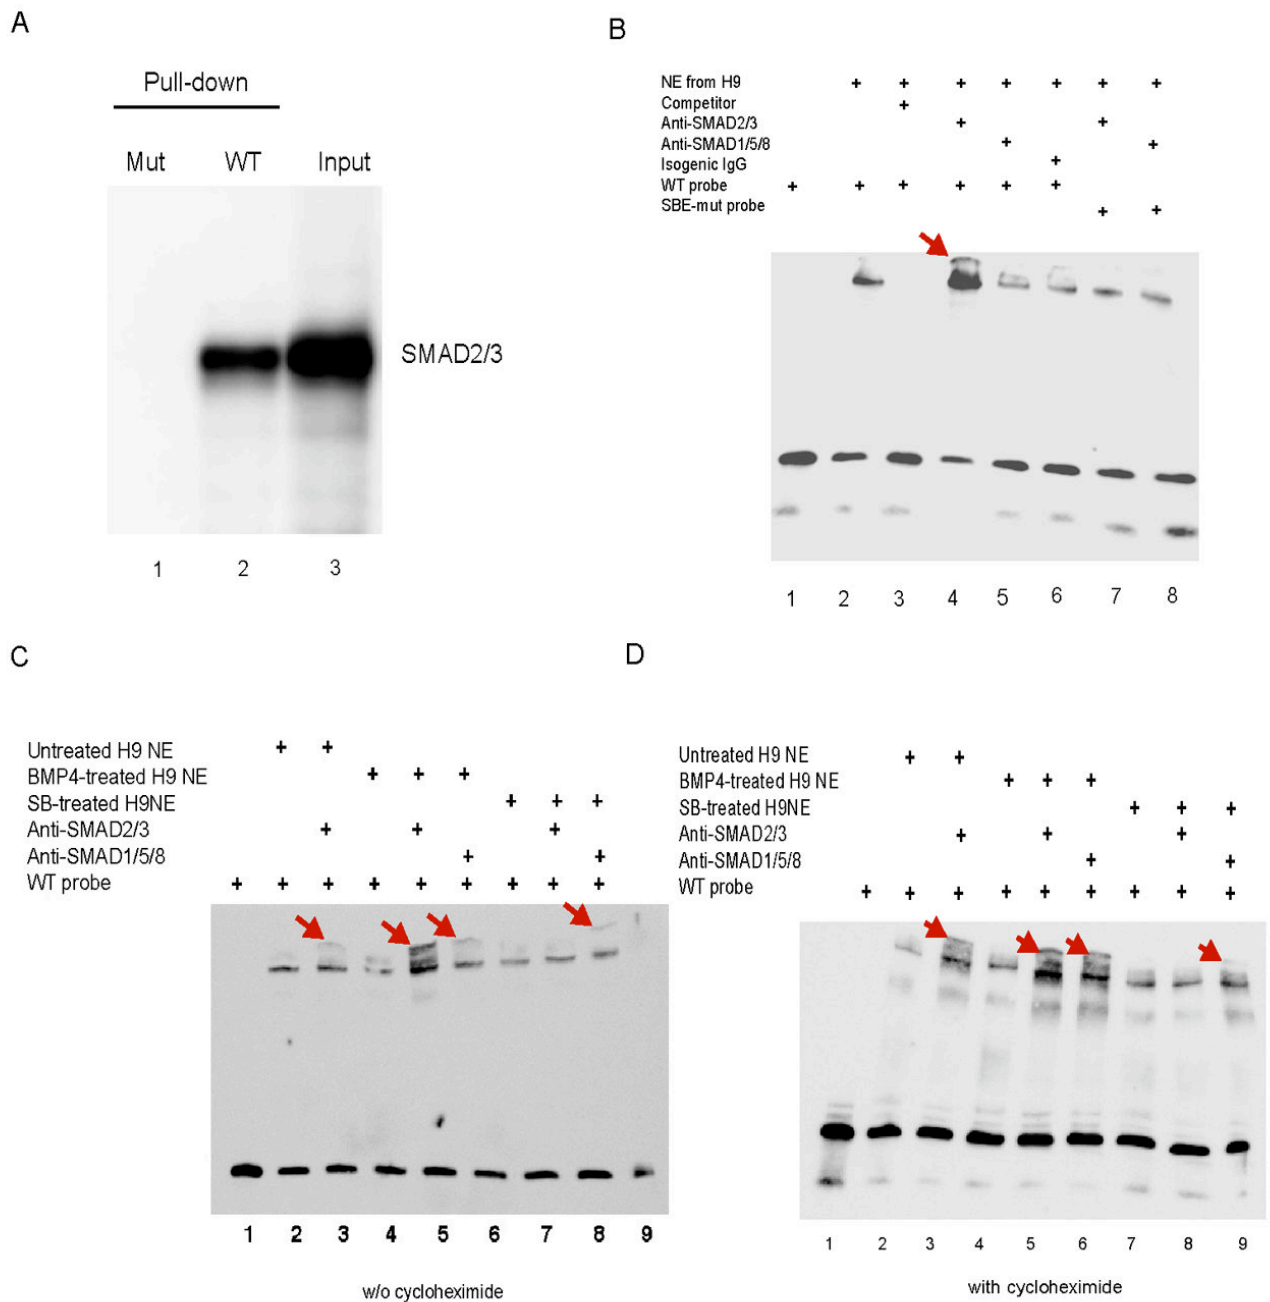 A
Pull-down
Mut WT Input
SMAD2/3
1 2 3
B
NE from H9 + + + + + + +
Competitor +
Anti-SMAD2/3 + +
Anti-SMAD1/5/8 + +
Isogenic IgG +
WT probe + + + + + +
SBE-mut probe + +
1 2 3 4 5 6 7 8
C
Untreated H9 NE + +
BMP4-treated H9 NE + + +
SB-treated H9NE + + +
Anti-SMAD2/3 + + +
Anti-SMAD1/5/8 + +
WT probe + + + + + + + + +
1 2 3 4 5 6 7 8 9
w/o cycloheximide
D
Untreated H9 NE + +
BMP4-treated H9 NE + + +
SB-treated H9NE + + +
Anti-SMAD2/3 + + +
Anti-SMAD1/5/8 + +
WT probe + + + + + + + + +
1 2 3 4 5 6 7 8 9
with cycloheximide